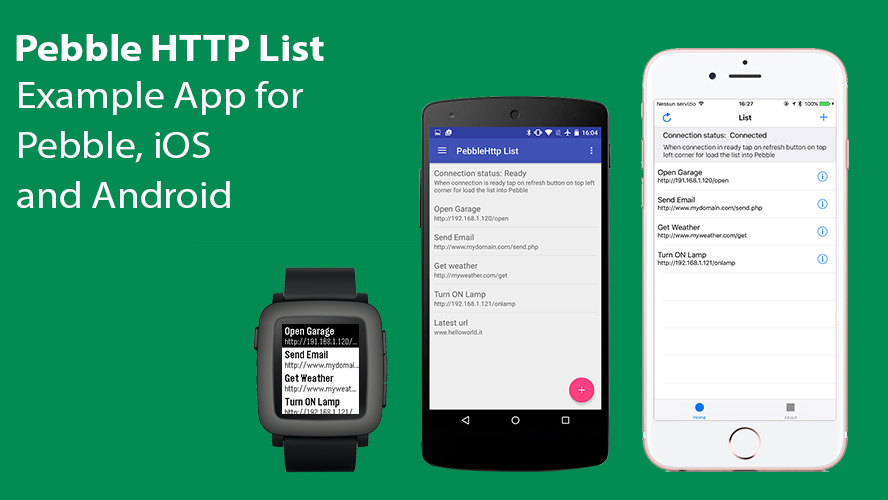 Pebble HTTP List
Example App for
Pebble, iOS
and Android
Open Garage
http://191.168.1.120/...
Send Email
http://www.mydomai...
Get Weather
http://www.myweat...
Turn ON Lamp
http://192.168.1.121/
16:04
PebbleHttp List
Connection status: Ready
When connection is ready tap on refresh button on top left
corner for load the list into Pebble
Open Garage
http://192.168.1.120/open
Send Email
http://www.mydomain.com/send.php
Get weather
http://myweather.com/get
Turn ON Lamp
http://192.168.1.121/onlamp
Latest url
wwe.helloworld.it
Nessun servizio 16:27 100%
List
+
Connection status: Connected
When connection in ready tap on refresh button on top left
corner for load the list into Pebble
Open Garage
http://191.168.1.120/open
Send Email
http://www.mydomain.com/send.php
Get Weather
http://www.myweather.com/get
Turn ON Lamp
http://192.168.1.121/onlamp
Home About